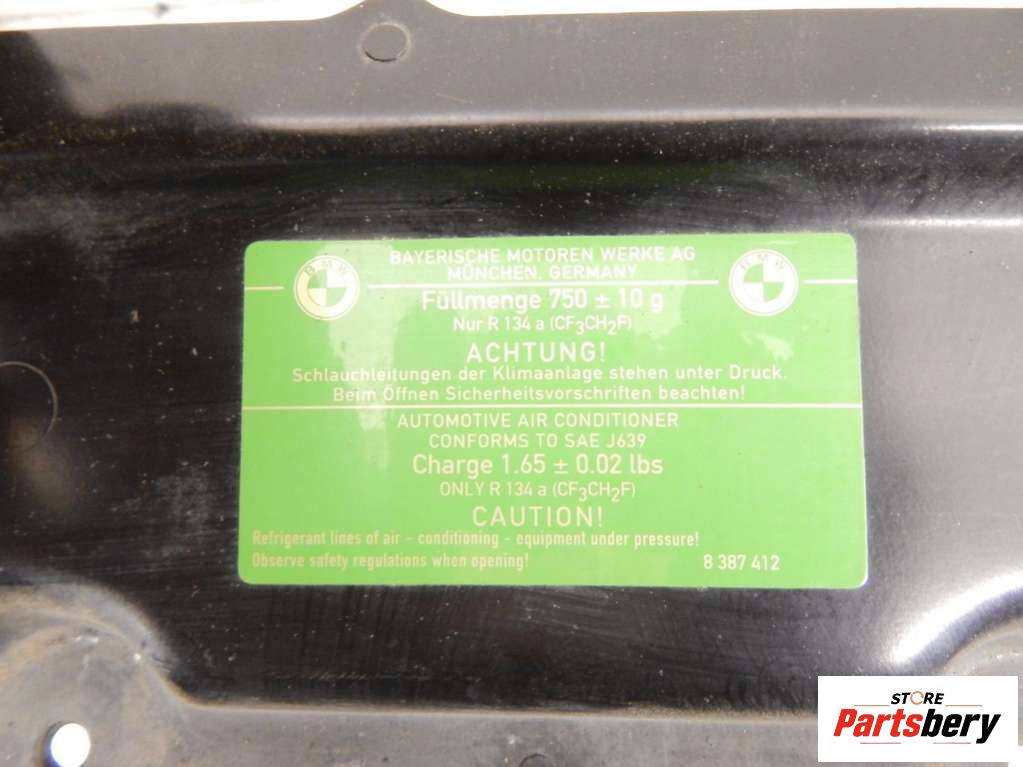 BAYERISCHE MOTOREN WERKE AG
MÜNCHEN, GERMANY
BMW
BMW
Füllmenge 750 ± 10 g
Nur R 134 a (CF₃CH₂F)
ACHTUNG!
Schlauchleitungen der Klimaanlage stehen unter Druck.
Beim Öffnen Sicherheitsvorschriften beachten!
AUTOMOTIVE AIR CONDITIONER
CONFORMS TO SAE J639
Charge 1.65 ± 0.02 lbs
ONLY R 134 a (CF₃CH₂F)
CAUTION!
Refrigerant lines of air - conditioning - equipment under pressure!
Observe safety regulations when opening!
8 387 412
STORE
Partsbery